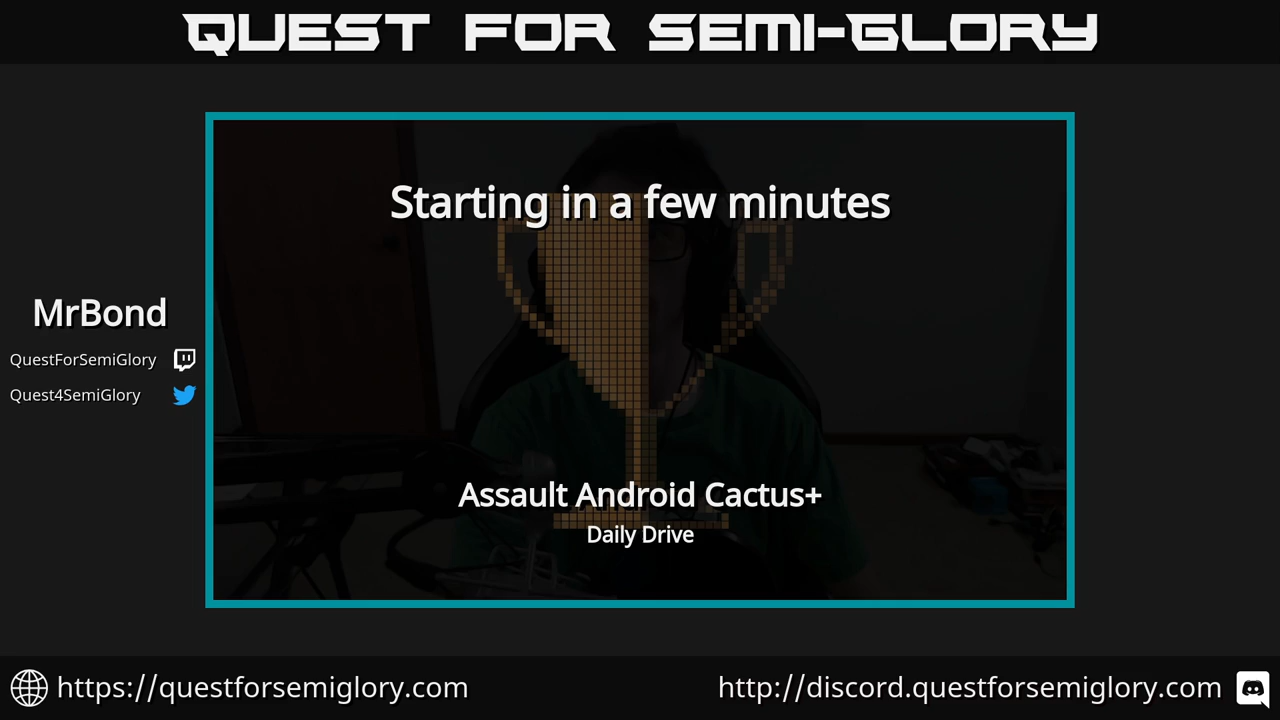 QUEST FOR SEMI-GLORY
Starting in a few minutes
MrBond
QuestForSemiGlory
Quest4SemiGlory
Assault Android Cactus+
Daily Drive
https://questforsemiglory.com
http://discord.questforsemiglory.com